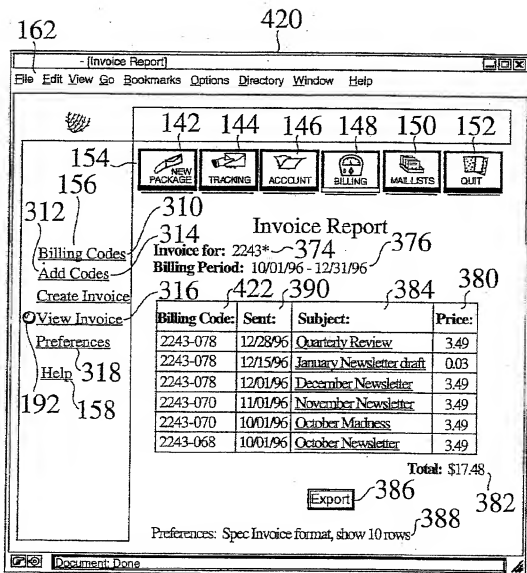 420
162
- [Invoice Report]
File Edit View Go Bookmarks Options Directory Window Help
142 144 146 148 150 152
154
NEW PACKAGE TRACKING ACCOUNT BILLING MAIL LISTS QUIT
156
312 310
314
Invoice Report
Billing Codes
Invoice for: 2243* 374 376
Add Codes
Billing Period: 10/01/96 - 12/31/96
Create Invoice
316 422 390 384 380
View Invoice
Billing Code: Sent: Subject: Price:
Preferences
2243-078 12/28/96 Quarterly Review 3.49
318
2243-078 12/15/96 January Newsletter draft 0.03
Help
2243-078 12/01/96 December Newsletter 3.49
192 158
2243-070 11/01/96 November Newsletter 3.49
2243-070 10/01/96 October Madness 3.49
2243-068 10/01/96 October Newsletter 3.49
Total: $17.48
Export 386 382
388
Preferences: Spec Invoice format, show 10 rows
Document: Done